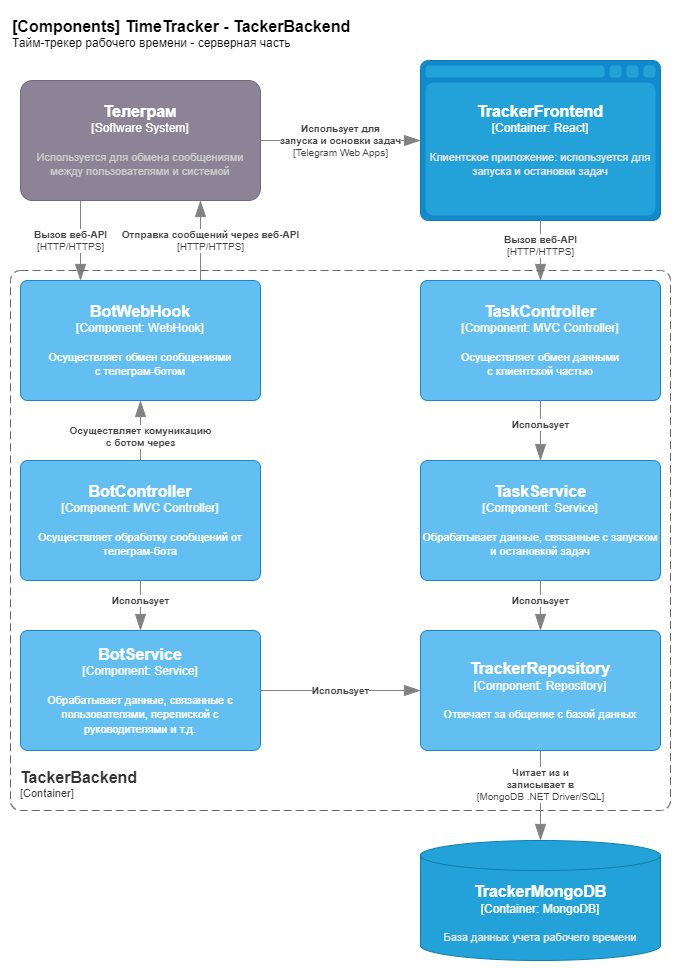 [Components] TimeTracker - TackerBackend
Тайм-трекер рабочего времени - серверная часть
Телеграм
[Software System]
Используется для обмена сообщениями
между пользователями и системой
Использует для
запуска и основки задач
[Telegram Web Apps]
TrackerFrontend
[Container: React]
Клиентское приложение: используется для
запуска и остановки задач
Вызов веб-API
[HTTP/HTTPS]
Отправка сообщений через веб-API
[HTTP/HTTPS]
Вызов веб-API
[HTTP/HTTPS]
BotWebHook
[Component: WebHook]
Осуществляет обмен сообщениями
с телеграм-ботом
TaskController
[Component: MVC Controller]
Осуществляет обмен данными
с клиентской частью
Осуществляет комуникацию
с ботом через
Использует
BotController
[Component: MVC Controller]
Осуществляет обработку сообщений от
телеграм-бота
TaskService
[Component: Service]
Обрабатывает данные, связанные с запуском
и остановкой задач
Использует
Использует
BotService
[Component: Service]
Обрабатывает данные, связанные с
пользователями, перепиской с
руководителями и т.д.
Использует
TrackerRepository
[Component: Repository]
Отвечает за общение с базой данных
TackerBackend
[Container]
Читает из и
записывает в
[MongoDB .NET Driver/SQL]
TrackerMongoDB
[Container: MongoDB]
База данных учета рабочего времени